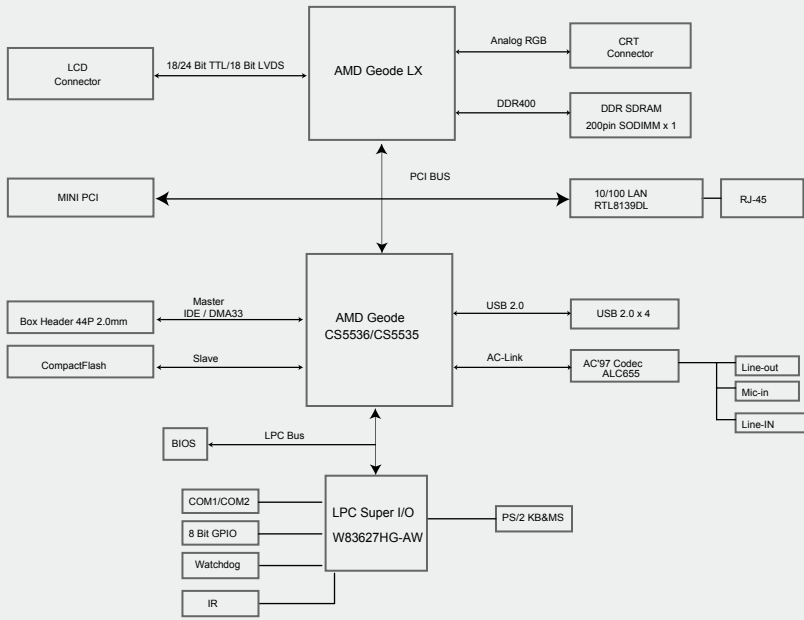 Analog RGB
CRT
Connector
LCD
Connector
18/24 Bit TTL/18 Bit LVDS
AMD Geode LX
DDR400
DDR SDRAM
200pin SODIMM x 1
PCI BUS
MINI PCI
10/100 LAN
RTL8139DL
RJ-45
Master
IDE / DMA33
Box Header 44P 2.0mm
AMD Geode
CS5536/CS5535
USB 2.0
USB 2.0 x 4
CompactFlash
Slave
AC-Link
AC'97 Codec
ALC655
Line-out
Mic-in
Line-IN
BIOS
LPC Bus
COM1/COM2
8 Bit GPIO
Watchdog
IR
LPC Super I/O
W83627HG-AW
PS/2 KB&MS